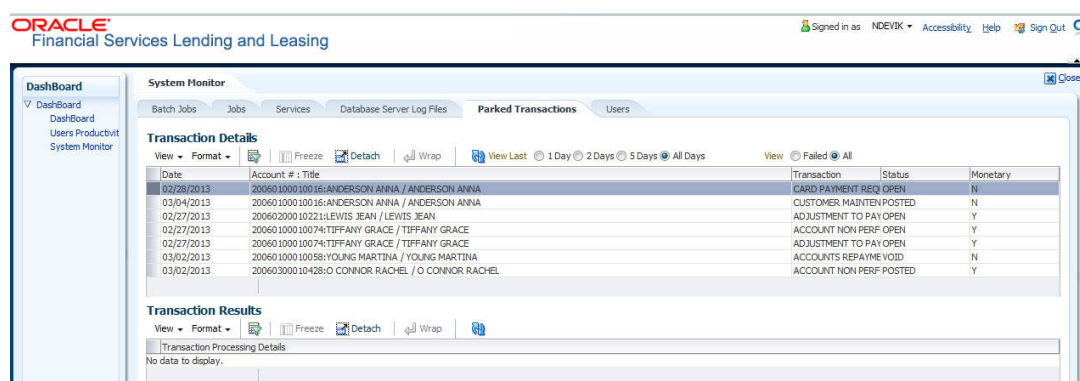 ORACLE
Financial Services Lending and Leasing
Signed in as NDEVIK Accessibility Help Sign Out
DashBoard
DashBoard
DashBoard
Users Productivit
System Monitor
System Monitor
Close
Batch Jobs Jobs Services Database Server Log Files Parked Transactions Users
Transaction Details
View Format Freeze Detach Wrap View Last 1 Day 2 Days 5 Days All Days View Failed All
Date Account # : Title Transaction Status Monetary
02/28/2013 20060100010016:ANDERSON ANNA / ANDERSON ANNA CARD PAYMENT REQ OPEN N
03/04/2013 20060100010016:ANDERSON ANNA / ANDERSON ANNA CUSTOMER MAINTEN POSTED N
02/27/2013 20060200010221:LEWIS JEAN / LEWIS JEAN ADJUSTMENT TO PAY OPEN Y
02/27/2013 20061000010074:TIFFANY GRACE / TIFFANY GRACE ACCOUNT NON PERF OPEN Y
02/27/2013 20061000010074:TIFFANY GRACE / TIFFANY GRACE ADJUSTMENT TO PAY OPEN Y
03/02/2013 20061000010058:YOUNG MARTINA / YOUNG MARTINA ACCOUNTS REPAYME VOID N
03/02/2013 20060300010428:O CONNOR RACHEL / O CONNOR RACHEL ACCOUNT NON PERF POSTED Y
Transaction Results
View Format Freeze Detach Wrap
Transaction Processing Details
No data to display.